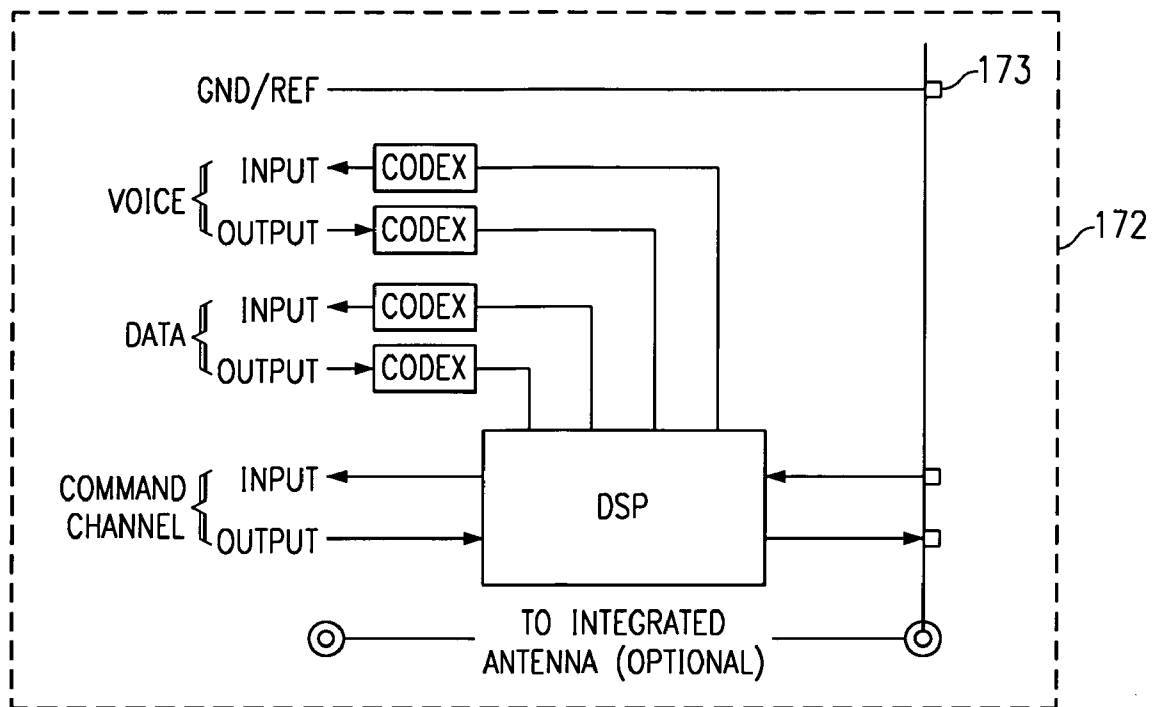 GND/REF
173
VOICE
INPUT
CODEX
OUTPUT
CODEX
172
DATA
INPUT
CODEX
OUTPUT
CODEX
COMMAND
CHANNEL
INPUT
OUTPUT
DSP
TO INTEGRATED
ANTENNA (OPTIONAL)